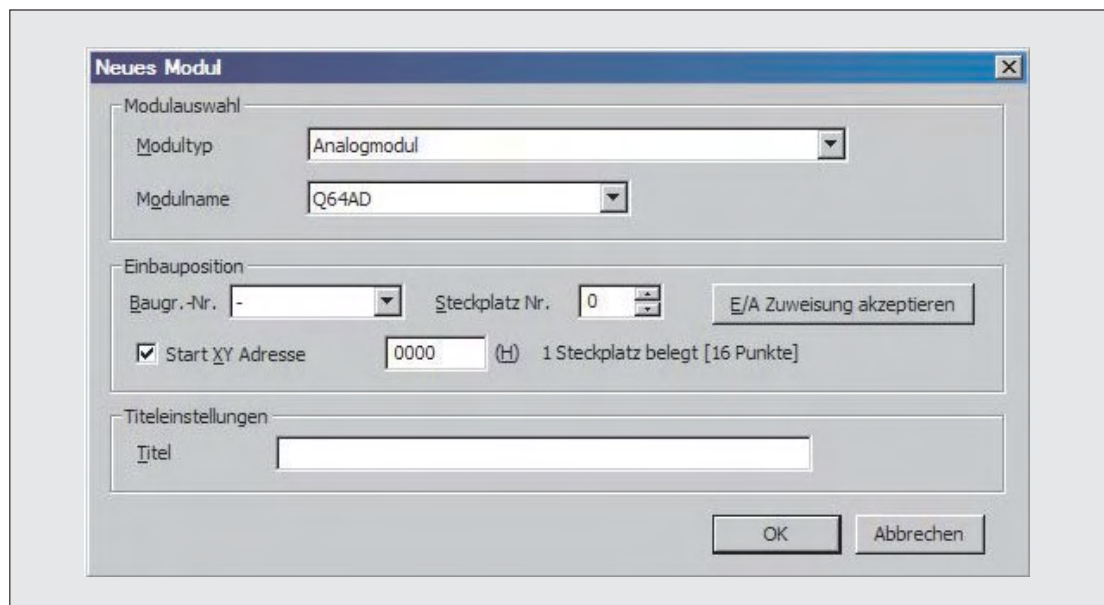 Neues Modul
Modulauswahl
Modultyp Analogmodul
Modulname Q64AD
Einbauposition
Baugr.-Nr. - Steckplatz Nr. 0 E/A Zuweisung akzeptieren
Start XY Adresse 0000 (H) 1 Steckplatz belegt [16 Punkte]
Titeleinstellungen
Titel
OK Abbrechen